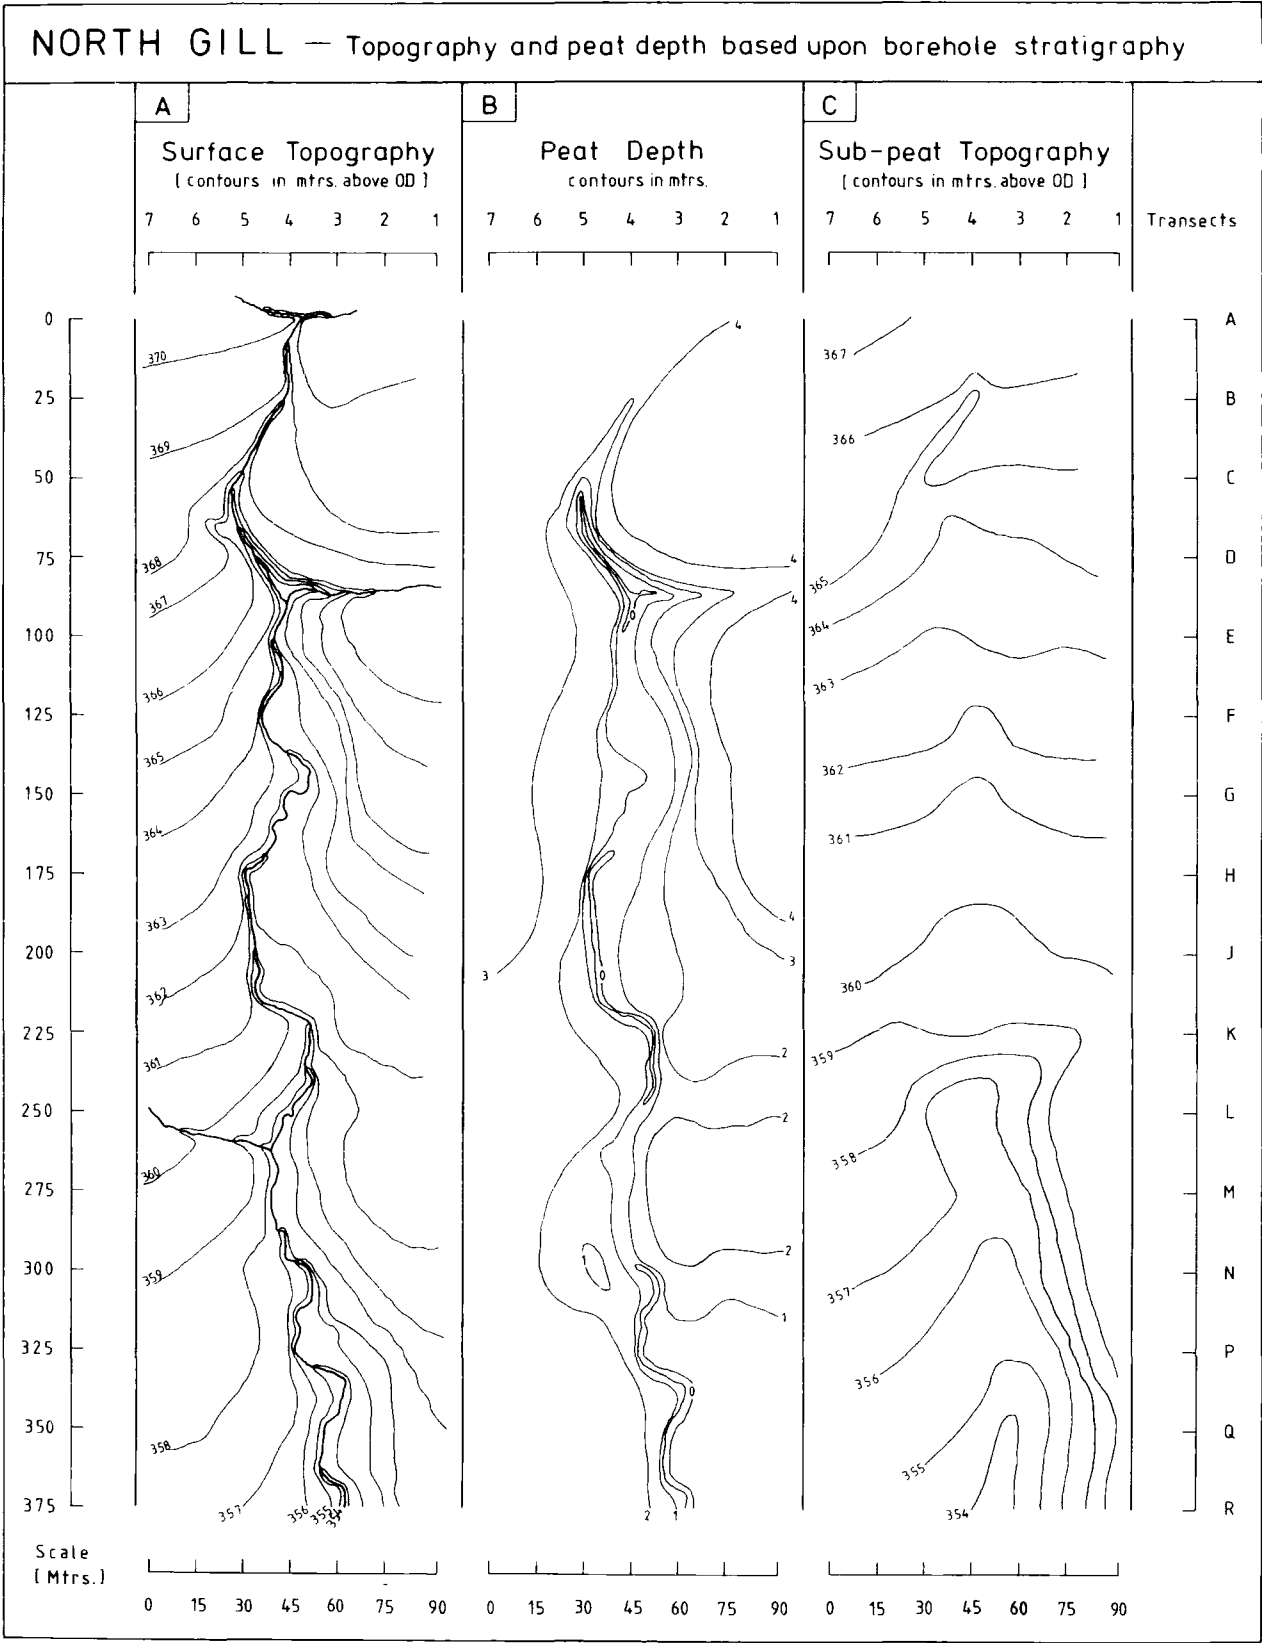 NORTH GILL — Topography and peat depth based upon borehole stratigraphy
A
Surface Topography
[ contours in mtrs. above OD ]
7 6 5 4 3 2 1
B
Peat Depth
contours in mtrs.
7 6 5 4 3 2 1
C
Sub-peat Topography
[ contours in mtrs. above OD ]
7 6 5 4 3 2 1
Transects
0
25
50
75
100
125
150
175
200
225
250
275
300
325
350
375
370
369
368
367
366
365
364
363
362
361
360
359
358
357
356
355
4
4
4
0
4
3
3
0
2
2
2
1
1
0
2
1
367
366
365
364
363
362
361
360
359
358
357
356
355
354
A
B
C
D
E
F
G
H
J
K
L
M
N
P
Q
R
Scale
[ Mtrs. ]
0 15 30 45 60 75 90
0 15 30 45 60 75 90
0 15 30 45 60 75 90